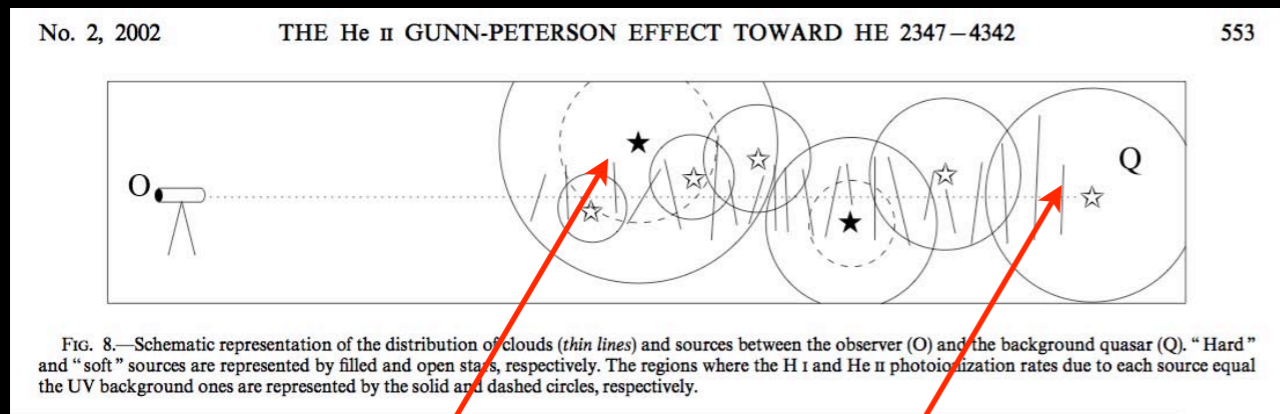 No. 2, 2002 THE He II GUNN-PETERSON EFFECT TOWARD HE 2347–4342 553
O
Q
FIG. 8.—Schematic representation of the distribution of clouds (thin lines) and sources between the observer (O) and the background quasar (Q). “Hard”
and “soft” sources are represented by filled and open stars, respectively. The regions where the H I and He II photoionization rates due to each source equal
the UV background ones are represented by the solid and dashed circles, respectively.